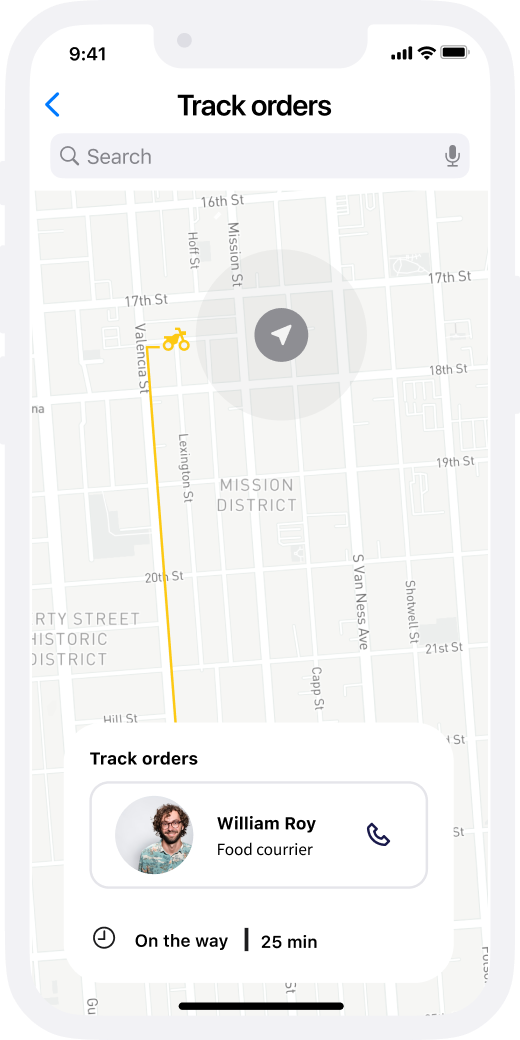 9:41
Track orders
Search
16th St
Hoff St
Mission St
17th St
17th St
Valencia St
18th St
na
19th St
Lexington St
MISSION
DISTRICT
20th St
S Van Ness Ave
Shotwell St
RTY STREET
HISTORIC
DISTRICT
21st St
Capp St
Hill St
d St
Track orders
William Roy
Food courrier
St
On the way | 25 min
St
Gu